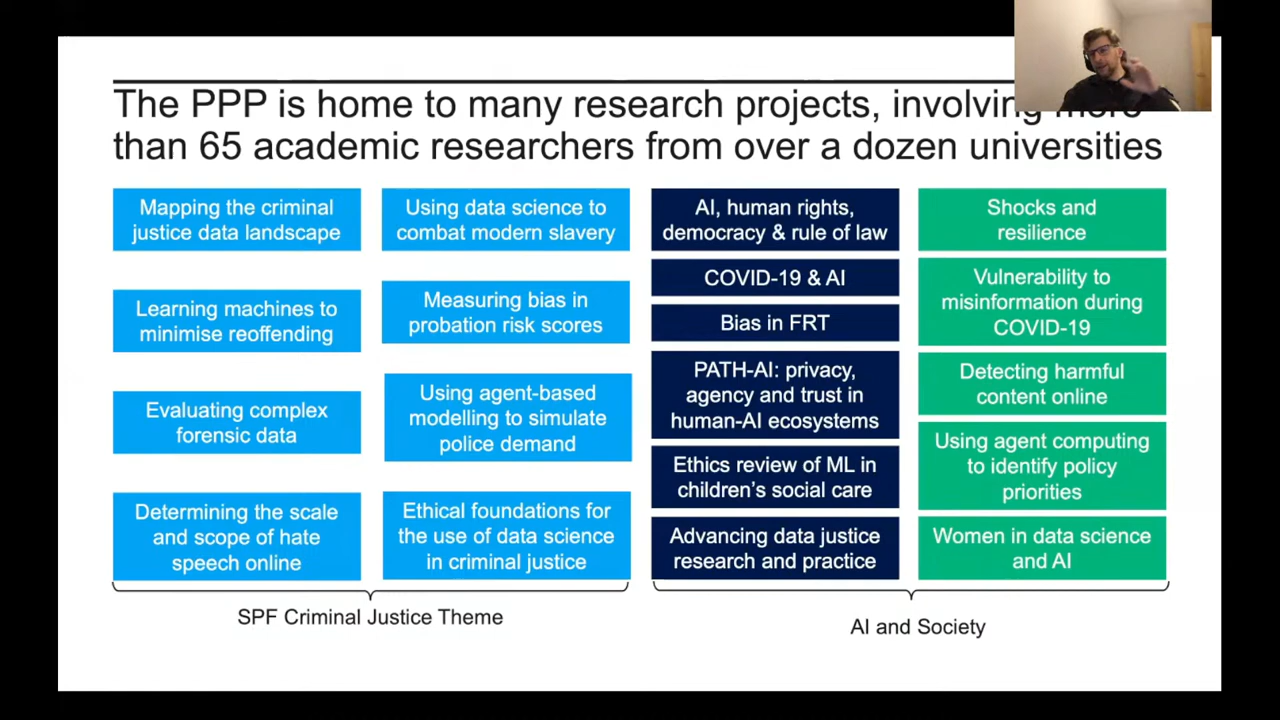 The PPP is home to many research projects, involving more
than 65 academic researchers from over a dozen universities
Mapping the criminal
justice data landscape
Learning machines to
minimise reoffending
Evaluating complex
forensic data
Determining the scale
and scope of hate
speech online
Using data science to
combat modern slavery
Measuring bias in
probation risk scores
Using agent-based
modelling to simulate
police demand
Ethical foundations for
the use of data science
in criminal justice
SPF Criminal Justice Theme
AI, human rights,
democracy & rule of law
COVID-19 & AI
Bias in FRT
PATH-AI: privacy,
agency and trust in
human-AI ecosystems
Ethics review of ML in
children’s social care
Advancing data justice
research and practice
Shocks and
resilience
Vulnerability to
misinformation during
COVID-19
Detecting harmful
content online
Using agent computing
to identify policy
priorities
Women in data science
and AI
AI and Society